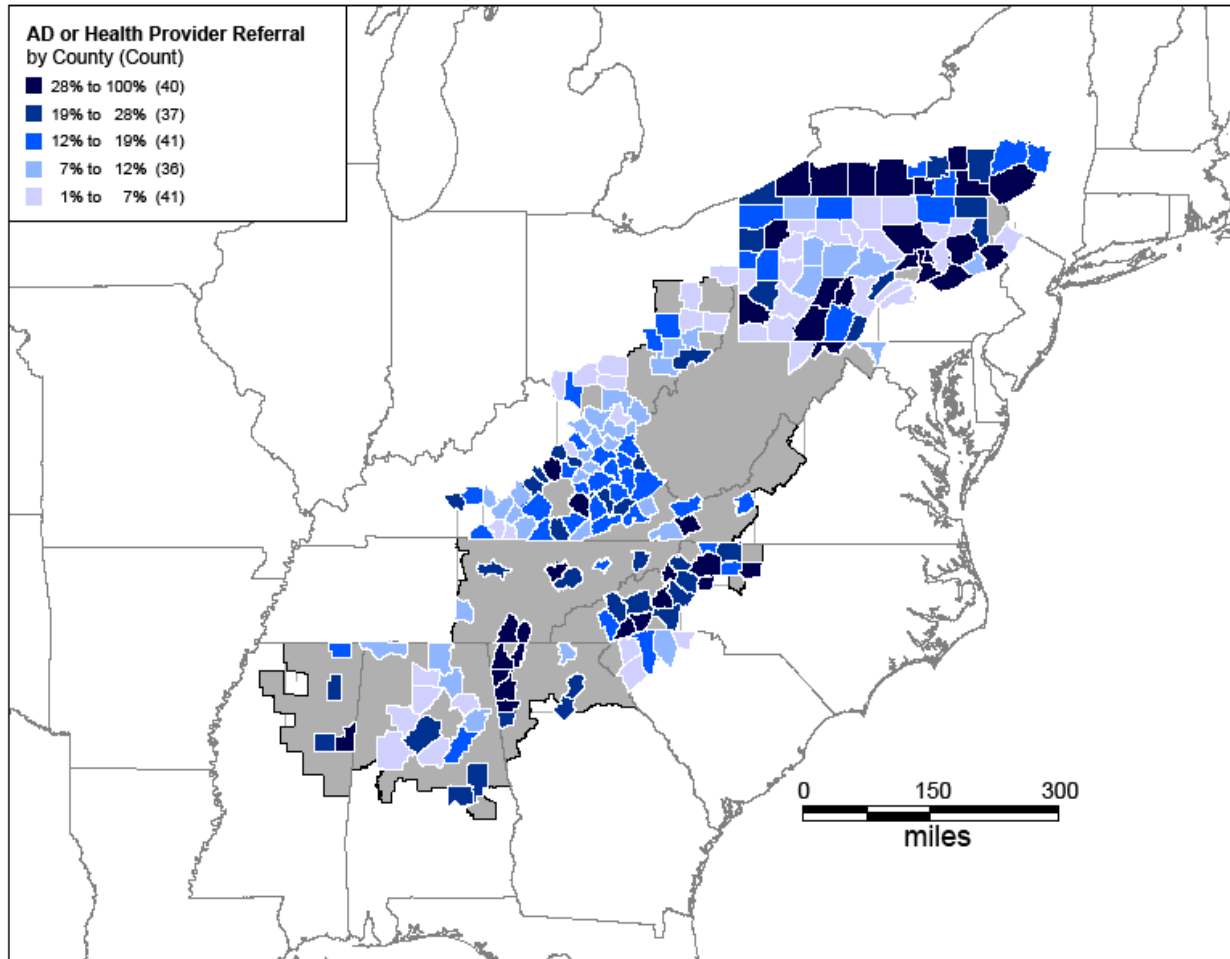 AD or Health Provider Referral
by County (Count)
28% to 100% (40)
19% to 28% (37)
12% to 19% (41)
7% to 12% (36)
1% to 7% (41)
0 150 300
miles